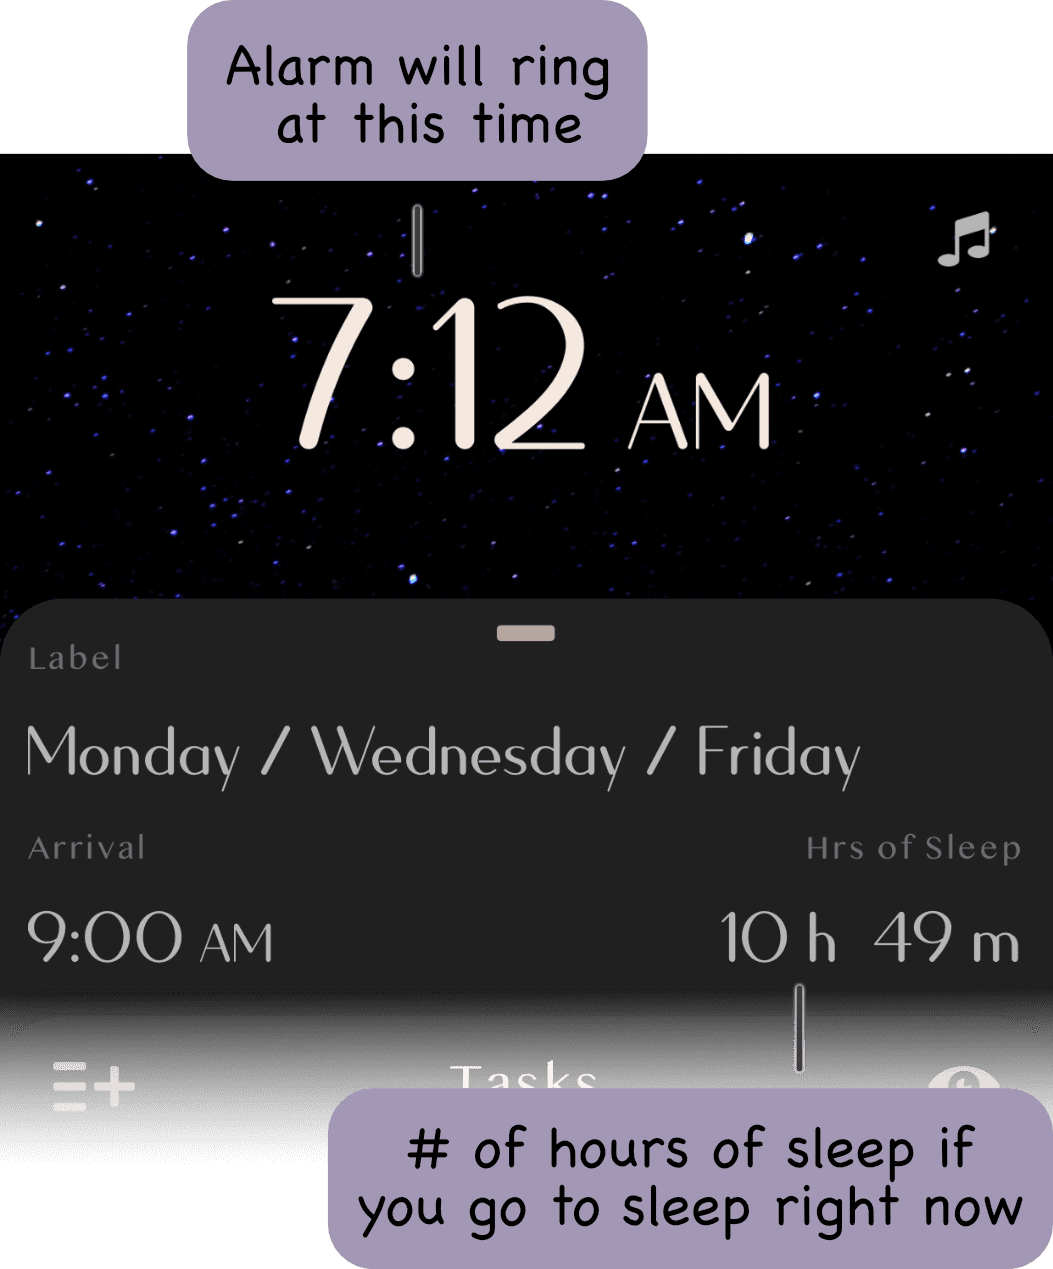 Alarm will ring
at this time
7:12 AM
Label
Monday / Wednesday / Friday
Arrival
Hrs of Sleep
9:00 AM
10 h 49 m
Tasks
# of hours of sleep if
you go to sleep right now